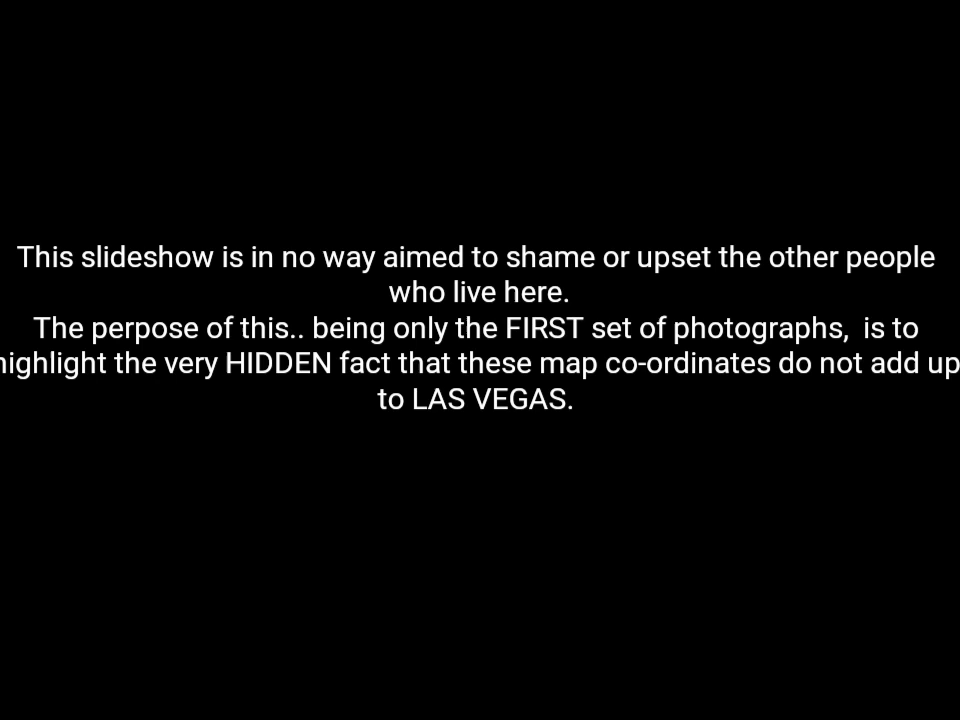 This slideshow is in no way aimed to shame or upset the other people
who live here.
The perpose of this.. being only the FIRST set of photographs,  is to
highlight the very HIDDEN fact that these map co-ordinates do not add up
to LAS VEGAS.